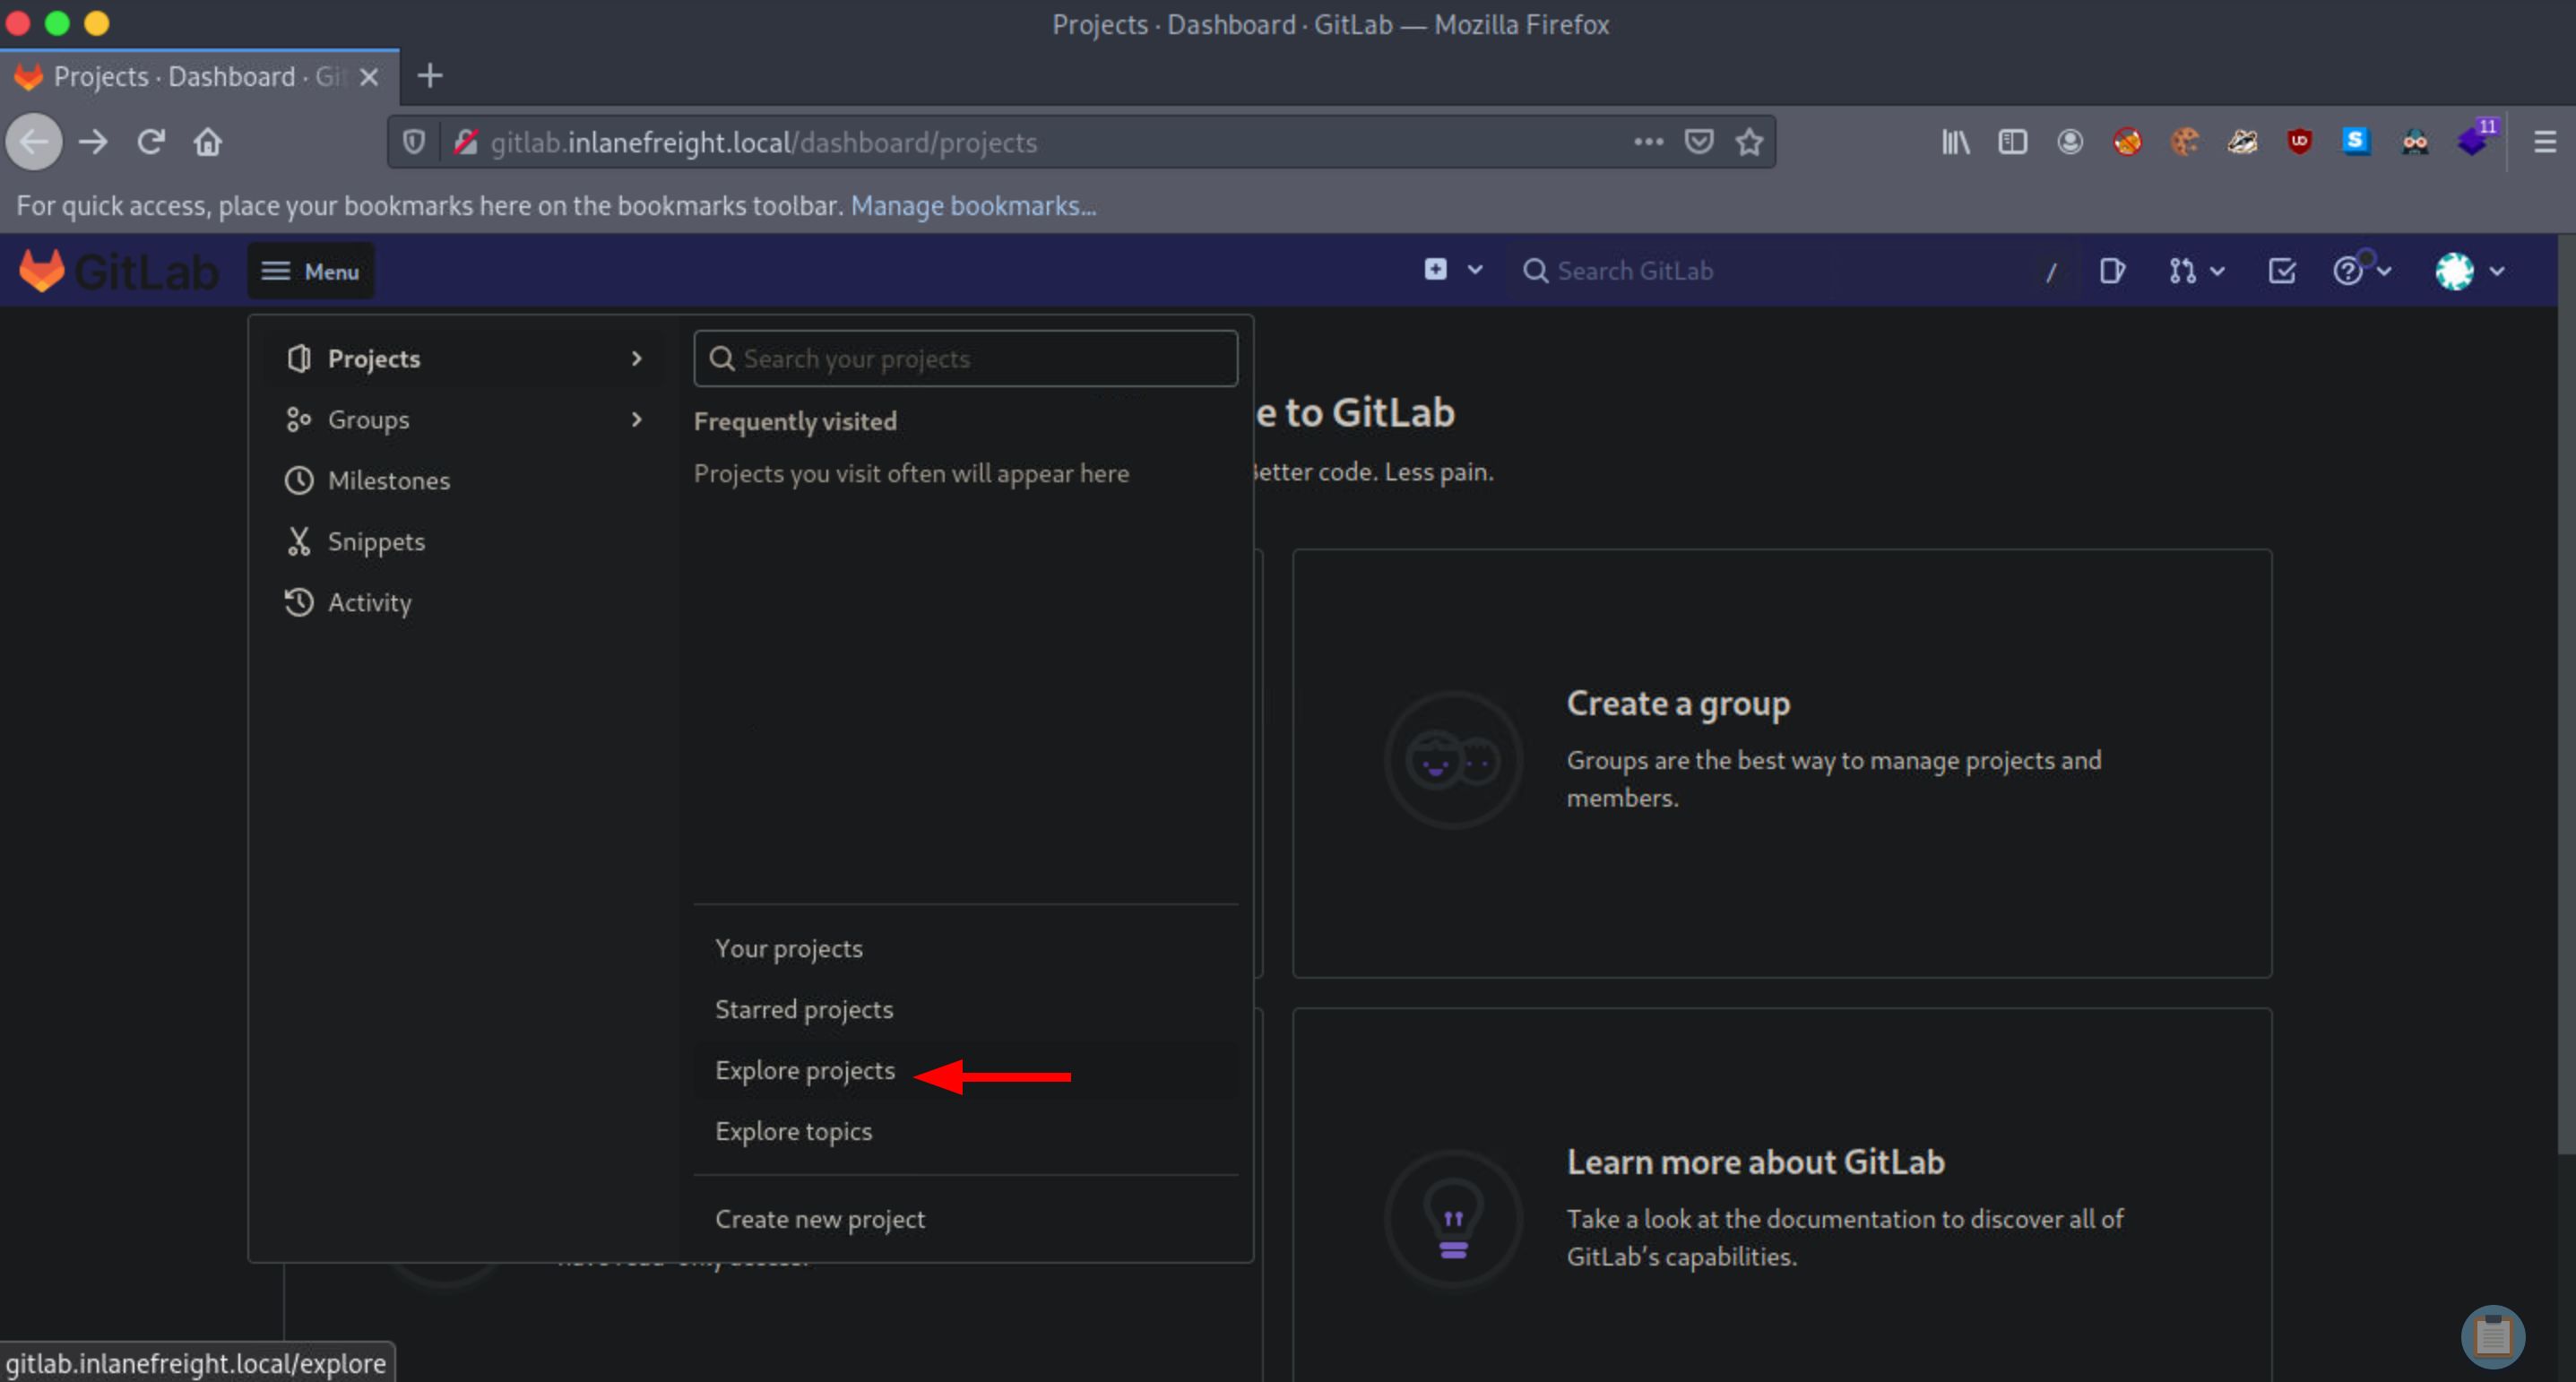 Projects · Dashboard · GitLab — Mozilla Firefox
Projects · Dashboard · Git
gitlab.inlanefreight.local/dashboard/projects
11
For quick access, place your bookmarks here on the bookmarks toolbar. Manage bookmarks...
GitLab
Menu
Search GitLab
/
Projects
Groups
Milestones
Snippets
Activity
Search your projects
Frequently visited
Projects you visit often will appear here
Your projects
Starred projects
Explore projects
Explore topics
Create new project
e to GitLab
etter code. Less pain.
Create a group
Groups are the best way to manage projects and
members.
Learn more about GitLab
Take a look at the documentation to discover all of
GitLab's capabilities.
gitlab.inlanefreight.local/explore